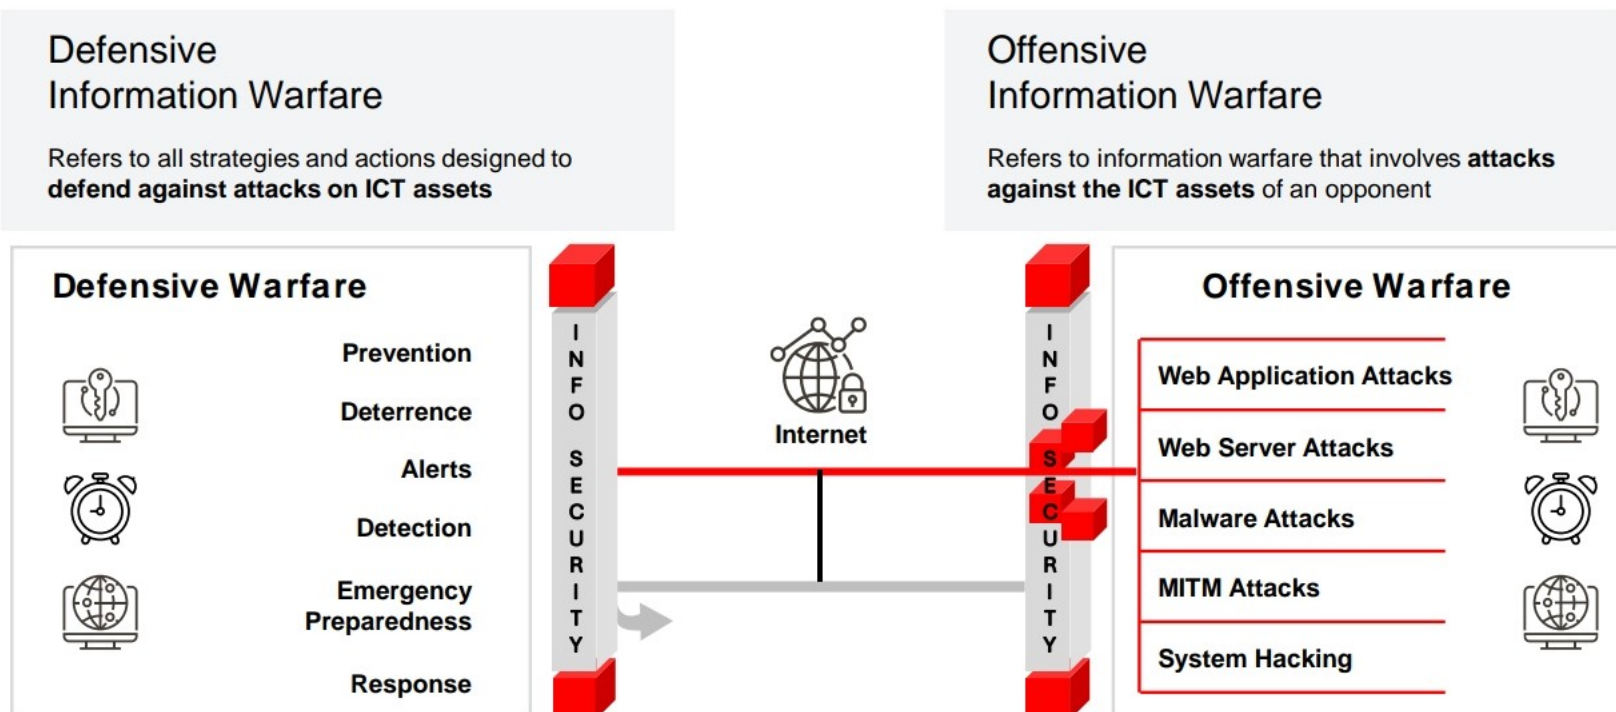 Defensive
Information Warfare
Refers to all strategies and actions designed to
defend against attacks on ICT assets
Offensive
Information Warfare
Refers to information warfare that involves attacks
against the ICT assets of an opponent
Defensive Warfare
Prevention
Deterrence
Alerts
Detection
Emergency
Preparedness
Response
INFO SECURITY
Internet
INFO SECURITY
Offensive Warfare
Web Application Attacks
Web Server Attacks
Malware Attacks
MITM Attacks
System Hacking